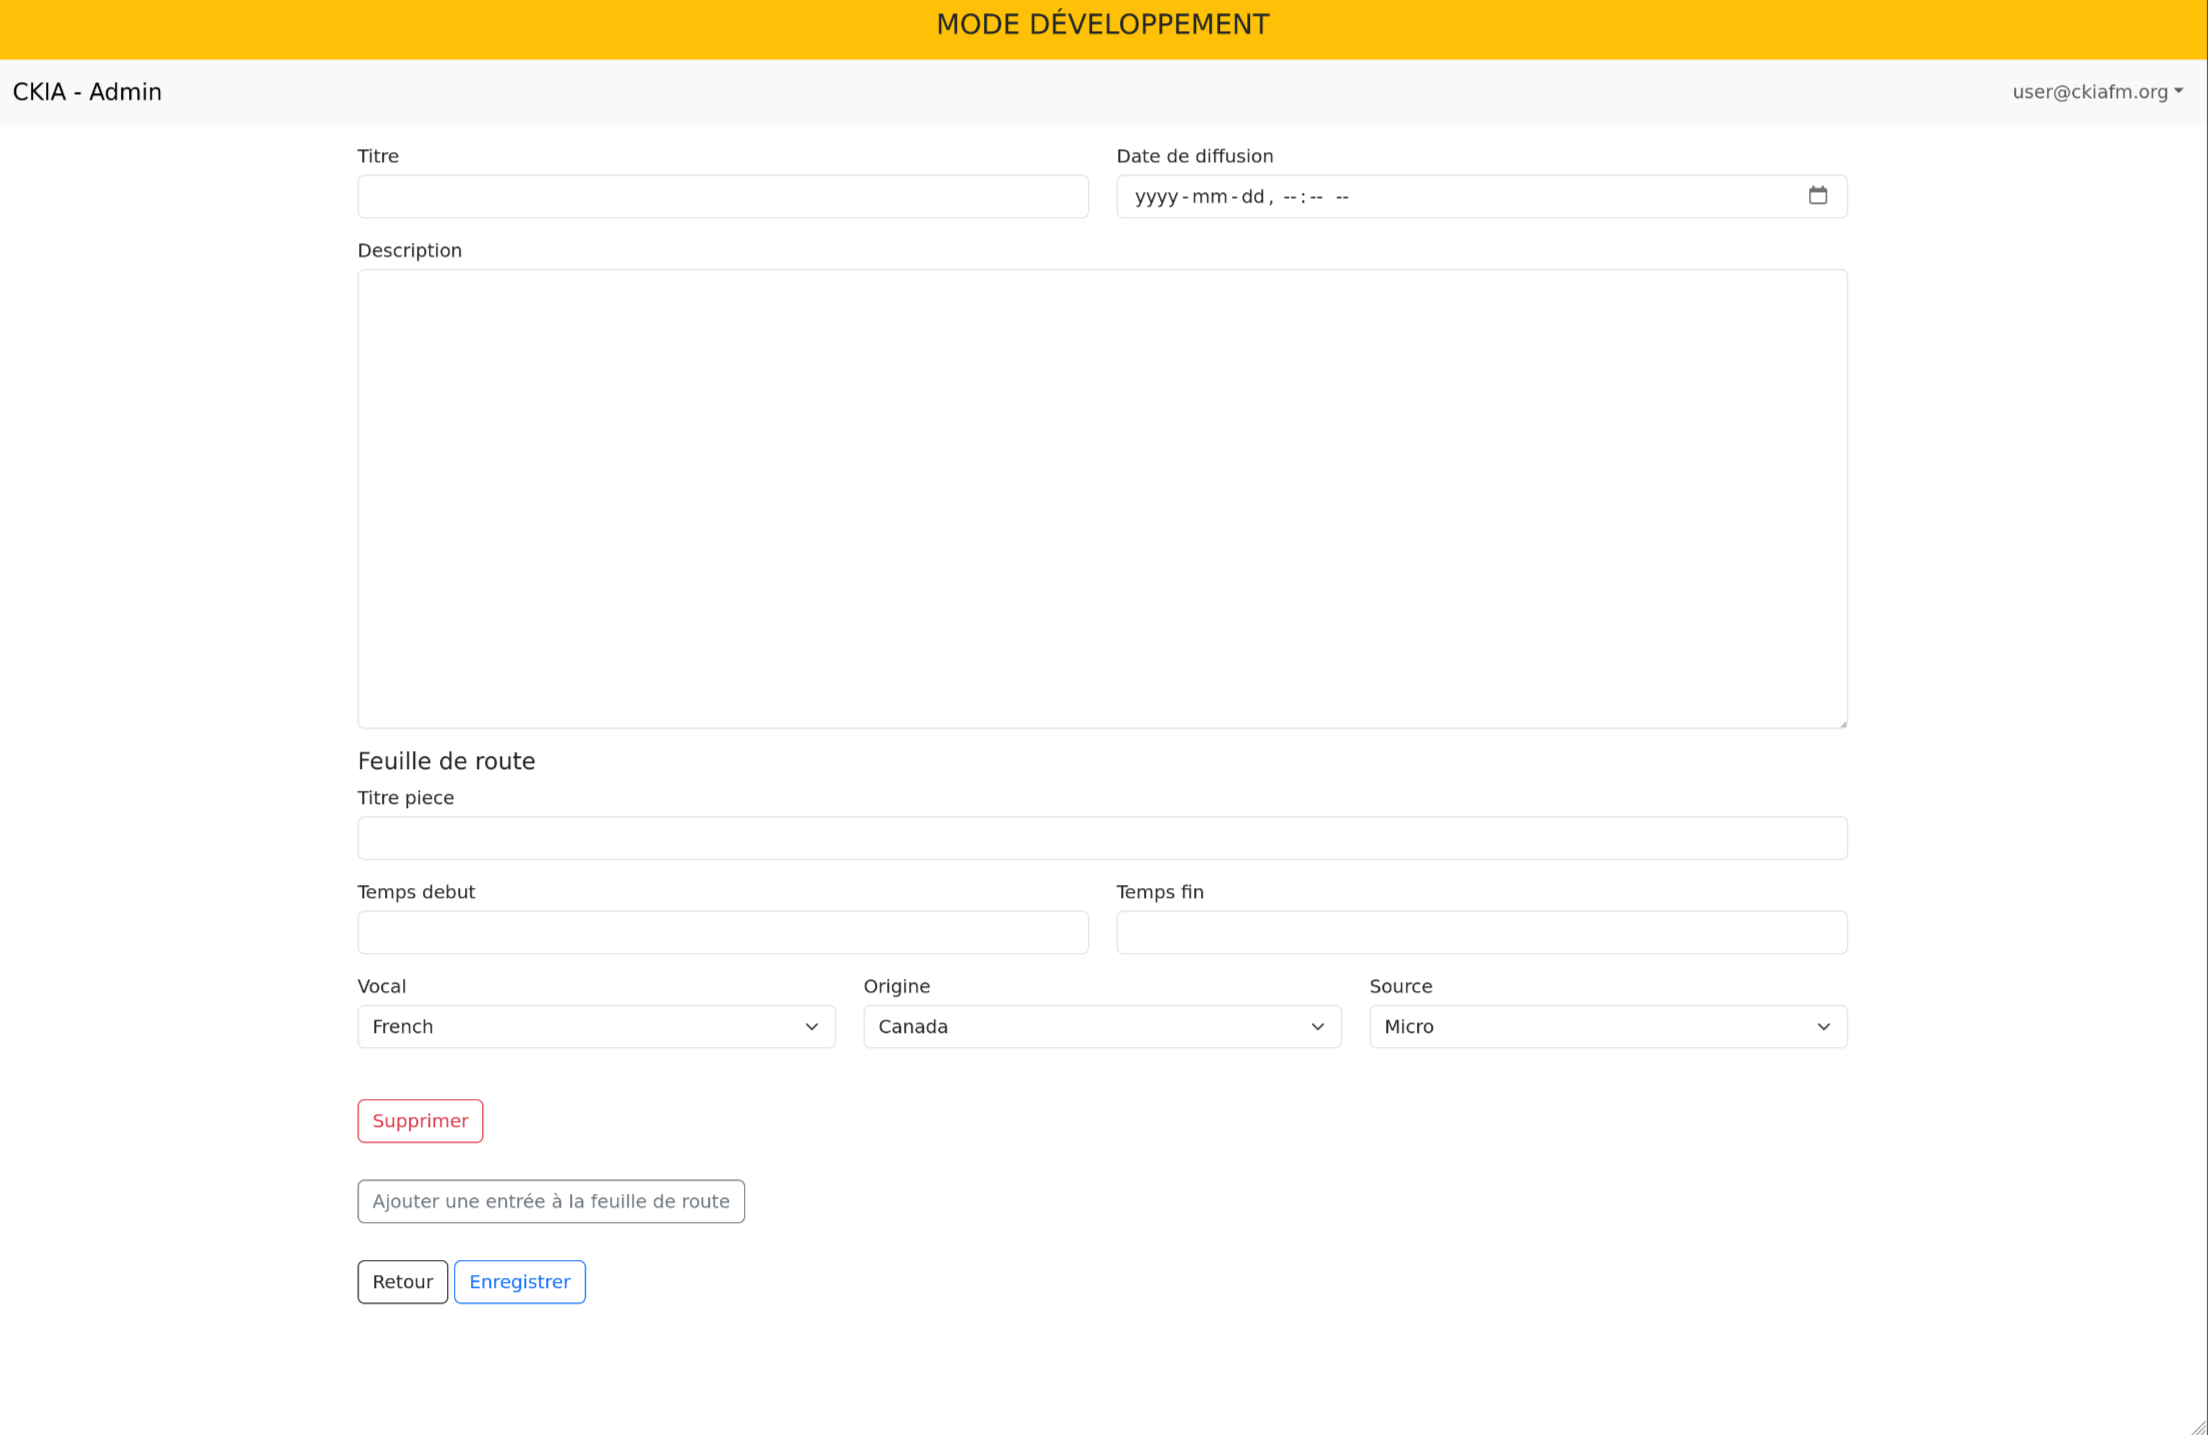 MODE DÉVELOPPEMENT
CKIA - Admin
user@ckiafm.org
Titre
Date de diffusion
yyyy-mm-dd, --:-- --
Description
Feuille de route
Titre piece
Temps debut
Temps fin
Vocal
Origine
Source
French
Canada
Micro
Supprimer
Ajouter une entrée à la feuille de route
Retour
Enregistrer